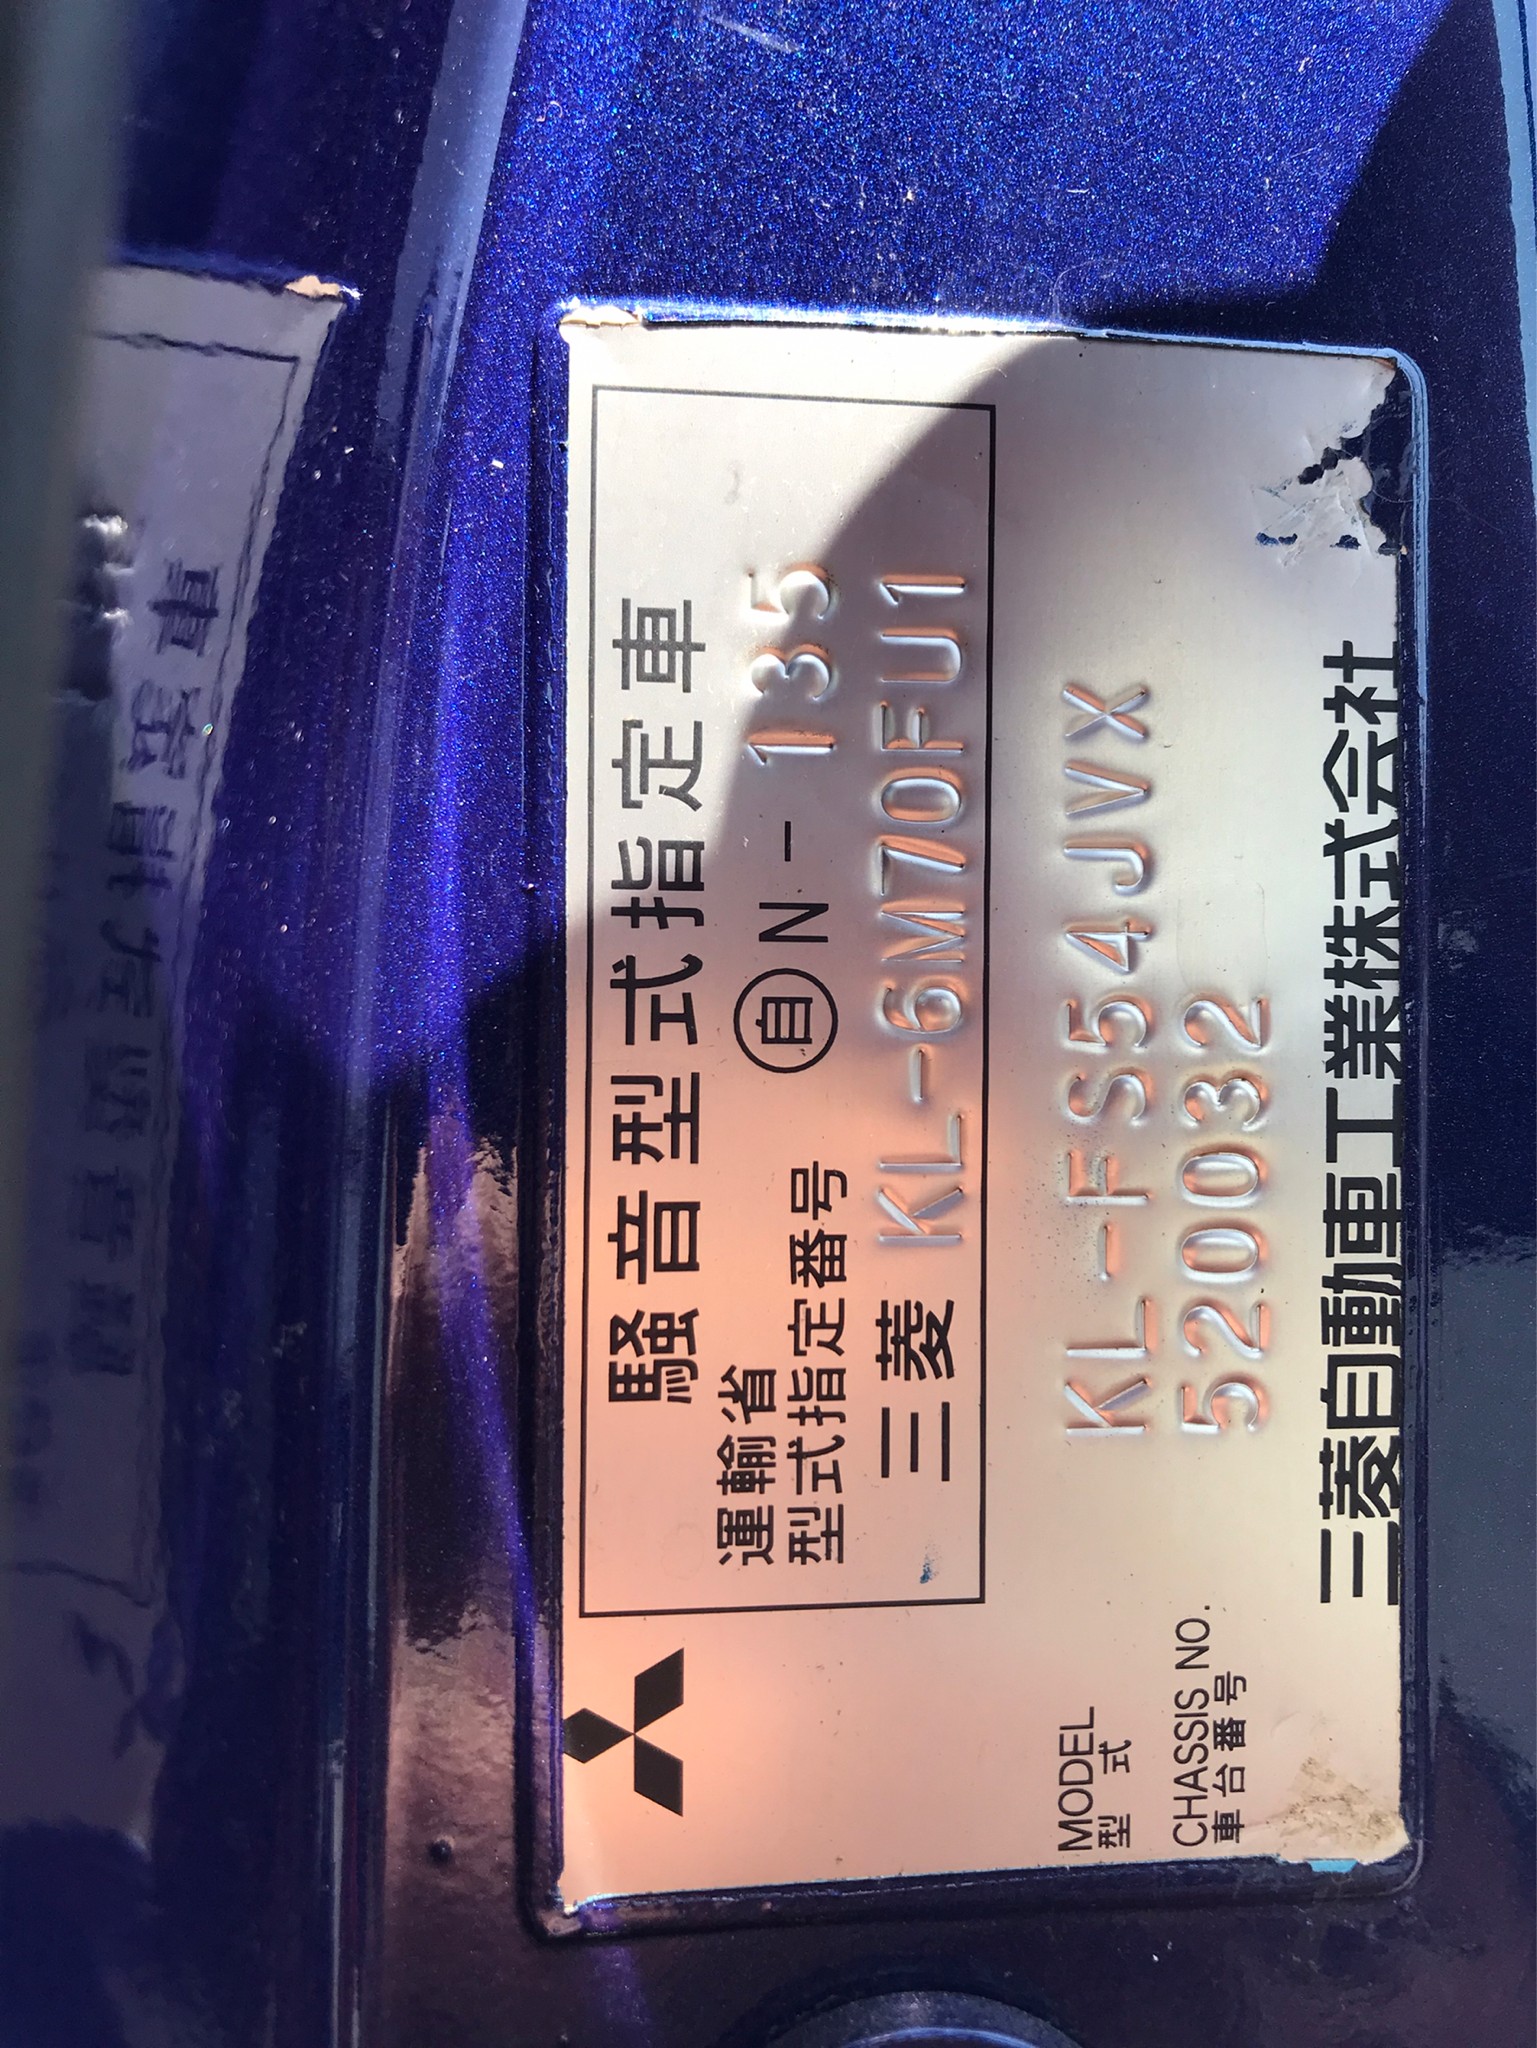 騒音型式指定車
運輸省
型式指定番号 自 N - 135
三菱 KL-6M70FU1
MODEL
型式 KL-FS54JVX
CHASSIS NO.
車台番号 520032
三菱自動車工業株式会社